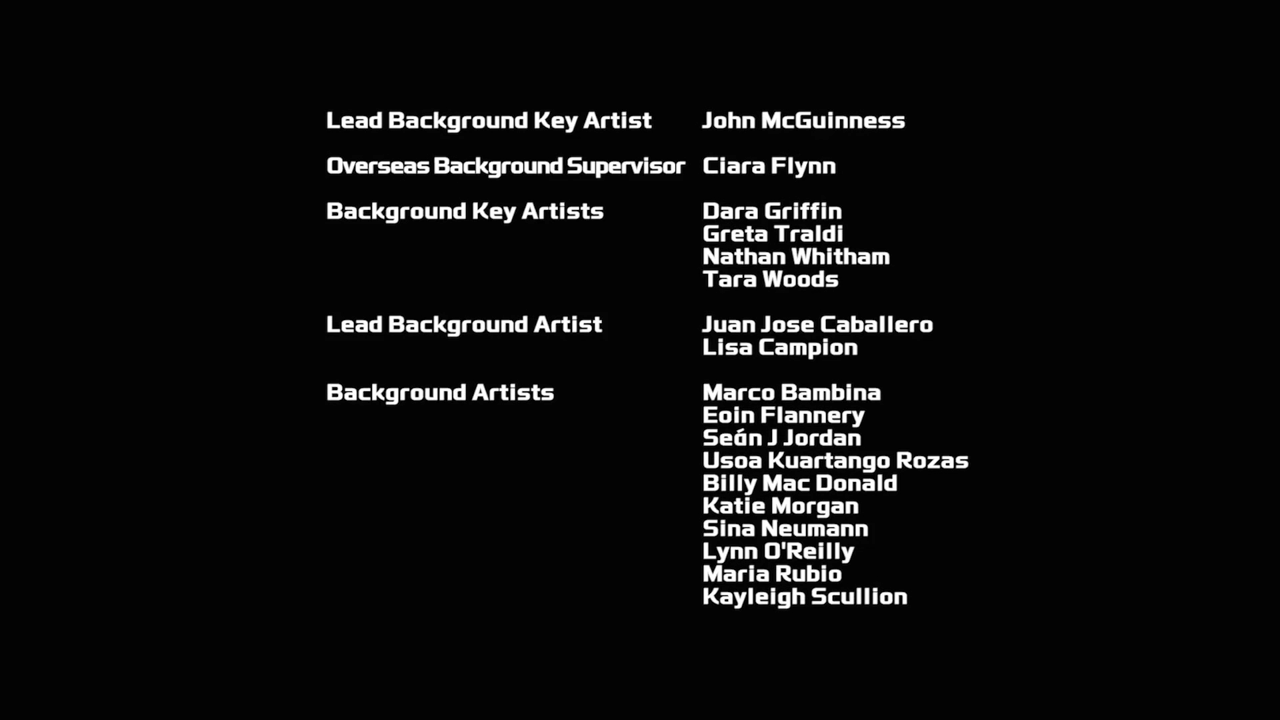 Lead Background Key Artist John McGuinness
Overseas Background Supervisor Ciara Flynn
Background Key Artists Dara Griffin
Greta Traldi
Nathan Whitham
Tara Woods
Lead Background Artist Juan Jose Caballero
Lisa Campion
Background Artists Marco Bambina
Eoin Flannery
Seán J Jordan
Usoa Kuartango Rozas
Billy Mac Donald
Katie Morgan
Sina Neumann
Lynn O'Reilly
Maria Rubio
Kayleigh Scullion